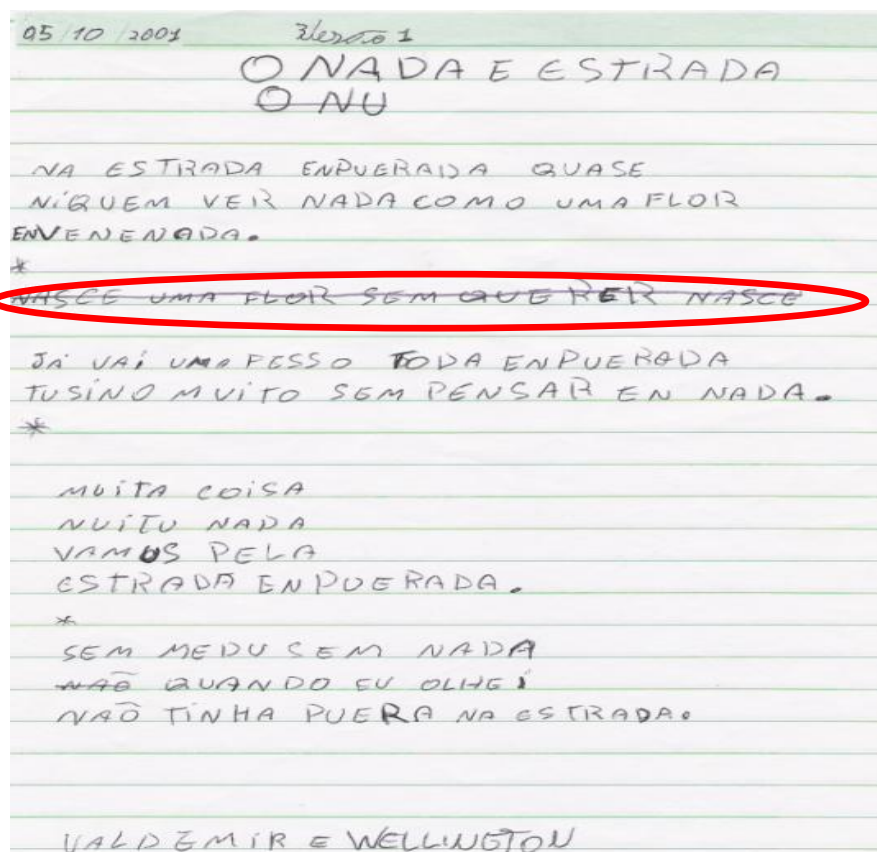 05/10/2001 Versão 1
O NADA E ESTRADA
O NU
NA ESTRADA ENPUERADA QUASE
NiQUEM VER NADA COMO UMA FLOR
ENVENENADA.
*
NASCE UMA FLOR SEM QUERER NASCE
JA VAi UMA PESSO TODA ENPUERADA
TUSiNO MUiTO SEM PENSAR EN NADA.
*
MUiTA COiSA
NUiTU NADA
VAMUS PELA
ESTRADA ENPUERADA.
*
SEM MEDU SEM NADA
NÃO QUANDO EU OLHEi
NÃO TiNHA PUERA NA ESTRADA.
VALDEMiR E WELLINGTON